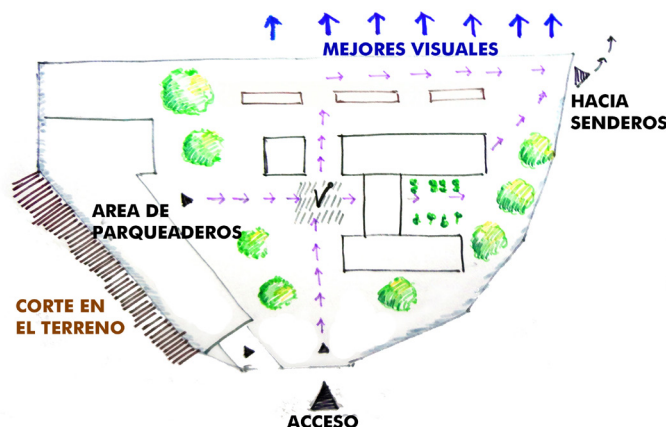 MEJORES VISUALES
HACIA
SENDEROS
AREA DE
PARQUEADEROS
V
CORTE EN
EL TERRENO
ACCESO